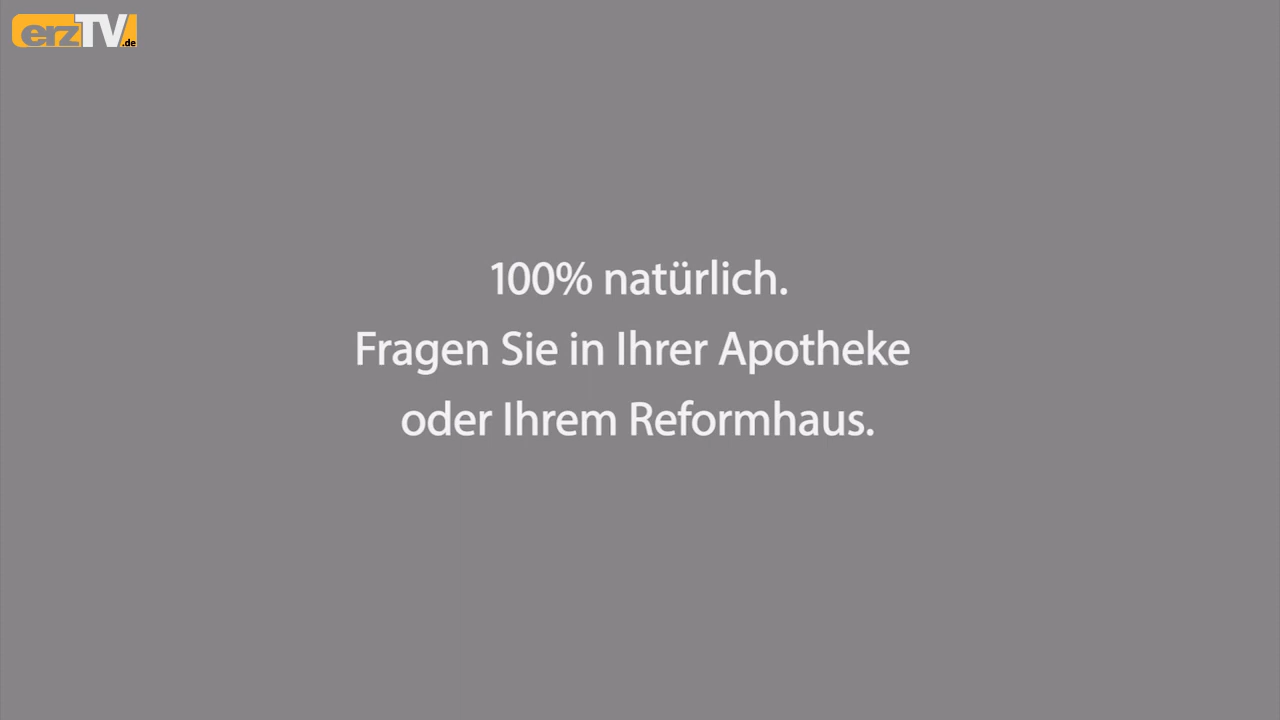 erzTV.de
100% natürlich.
Fragen Sie in Ihrer Apotheke
oder Ihrem Reformhaus.